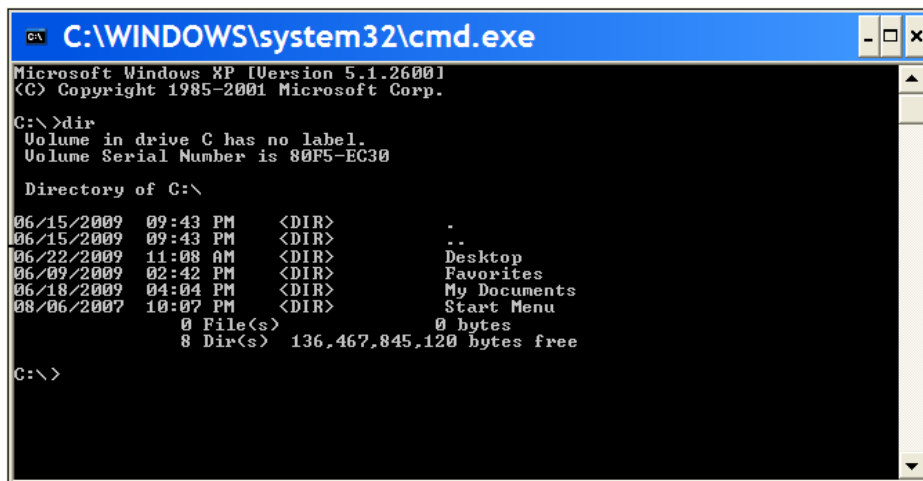 C:\WINDOWS\system32\cmd.exe
Microsoft Windows XP [Version 5.1.2600]
(C) Copyright 1985-2001 Microsoft Corp.
C:\>dir
Volume in drive C has no label.
Volume Serial Number is 80F5-EC30
Directory of C:\
06/15/2009 09:43 PM <DIR> .
06/15/2009 09:43 PM <DIR> ..
06/22/2009 11:08 AM <DIR> Desktop
06/09/2009 02:42 PM <DIR> Favorites
06/18/2009 04:04 PM <DIR> My Documents
08/06/2007 10:07 PM <DIR> Start Menu
0 File(s) 0 bytes
8 Dir(s) 136,467,845,120 bytes free
C:\>